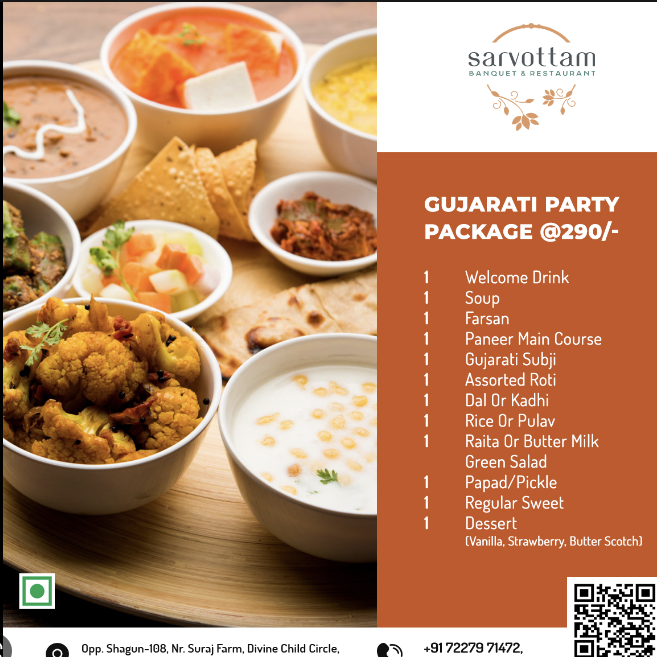 sarvottam
BANQUET & RESTAURANT
GUJARATI PARTY
PACKAGE @290/-
1 Welcome Drink
1 Soup
1 Farsan
1 Paneer Main Course
1 Gujarati Subji
1 Assorted Roti
1 Dal Or Kadhi
1 Rice Or Pulav
1 Raita Or Butter Milk
Green Salad
1 Papad/Pickle
1 Regular Sweet
1 Dessert
(Vanilla, Strawberry, Butter Scotch)
Opp. Shagun-108, Nr. Suraj Farm, Divine Child Circle,
+91 72279 71472,